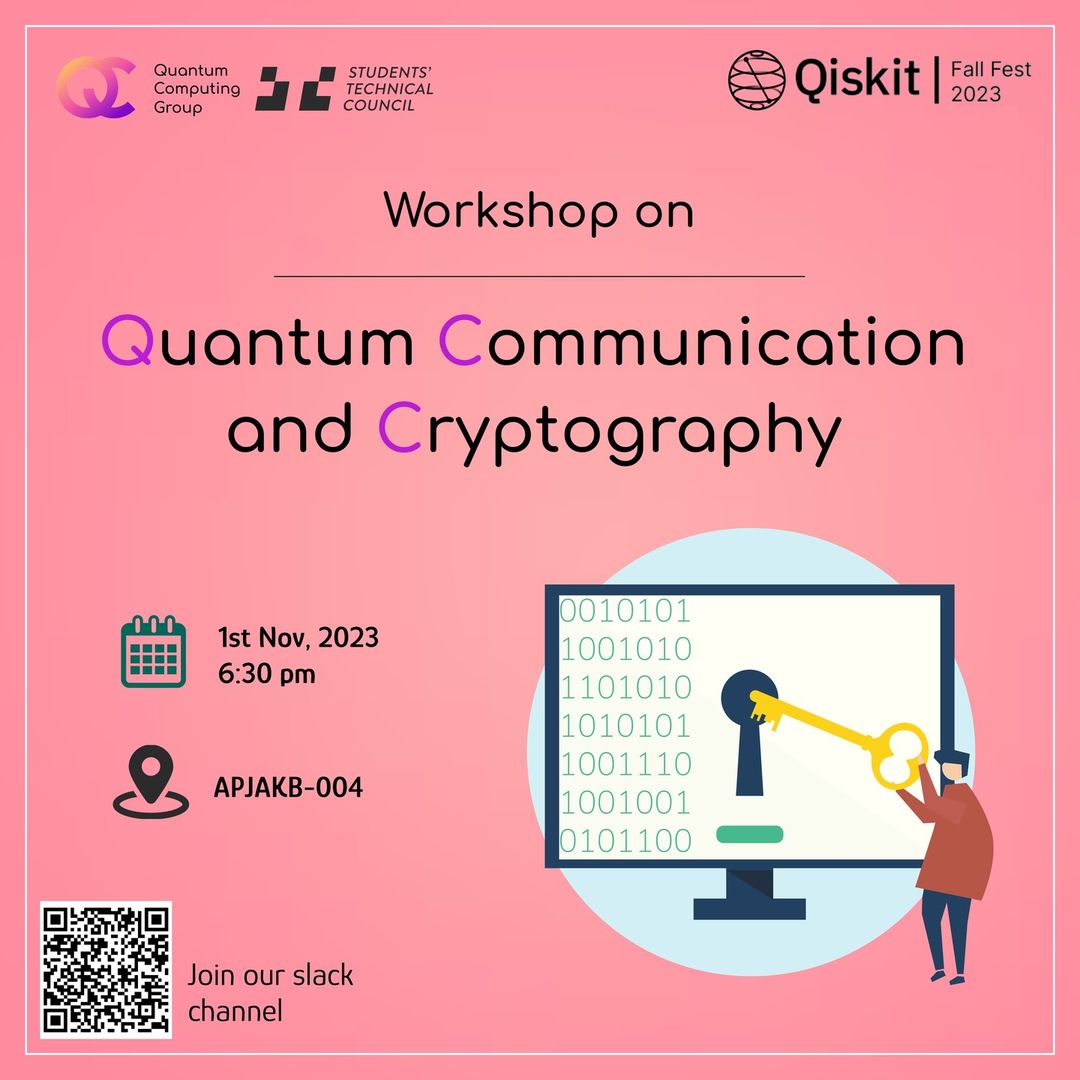 Quantum
Computing
Group
STUDENTS'
TECHNICAL
COUNCIL
Qiskit | Fall Fest
2023
Workshop on
Quantum Communication
and Cryptography
1st Nov, 2023
6:30 pm
APJAKB-004
0010101
1001010
1101010
1010101
1001110
1001001
0101100
Join our slack
channel